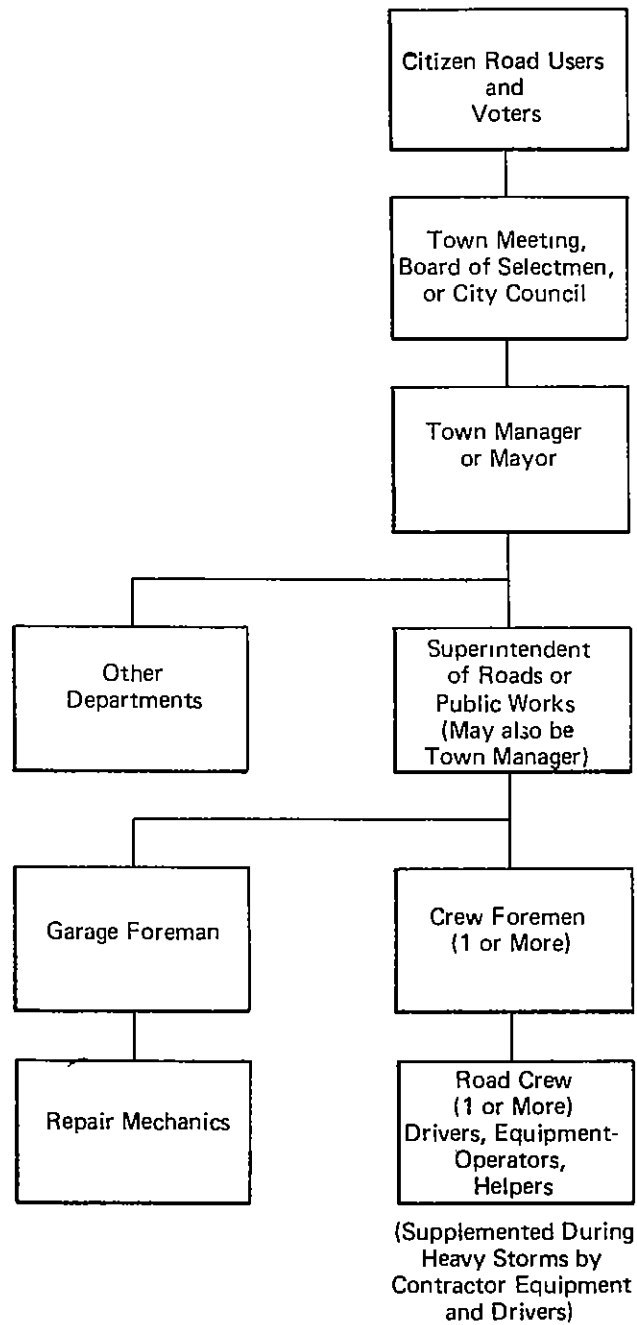 Citizen Road Users
and
Voters
Town Meeting,
Board of Selectmen,
or City Council
Town Manager
or Mayor
Other
Departments
Superintendent
of Roads or
Public Works
(May also be
Town Manager)
Garage Foreman
Crew Foremen
(1 or More)
Repair Mechanics
Road Crew
(1 or More)
Drivers, Equipment-
Operators,
Helpers
(Supplemented During
Heavy Storms by
Contractor Equipment
and Drivers)